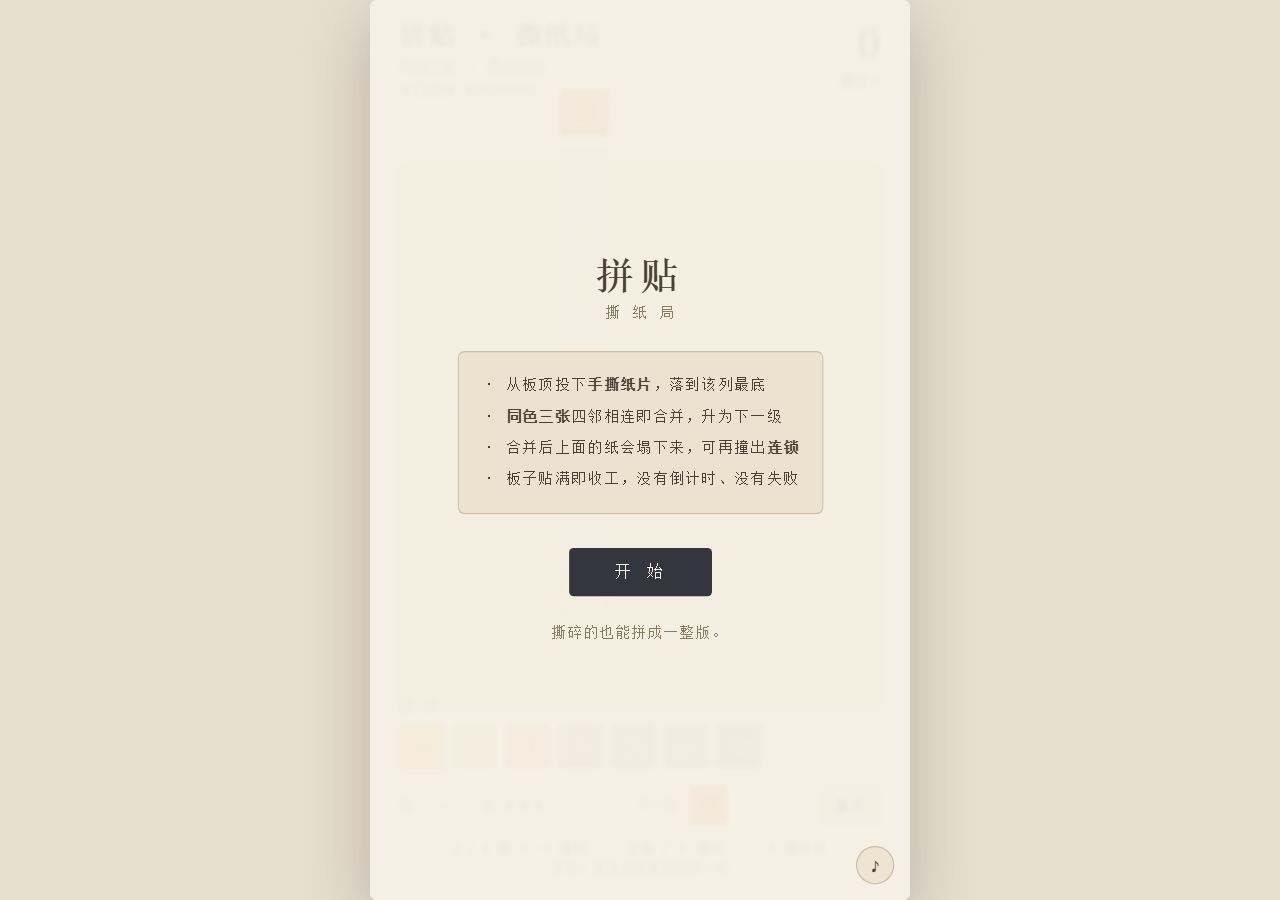 拼贴
撕纸局
· 从板顶投下手撕纸片，落到该列最底
· 同色三张四邻相连即合并，升为下一级
· 合并后上面的纸会塌下来，可再撞出连锁
· 板子贴满即收工，没有倒计时、没有失败
开始
撕碎的也能拼成一整版。
♪